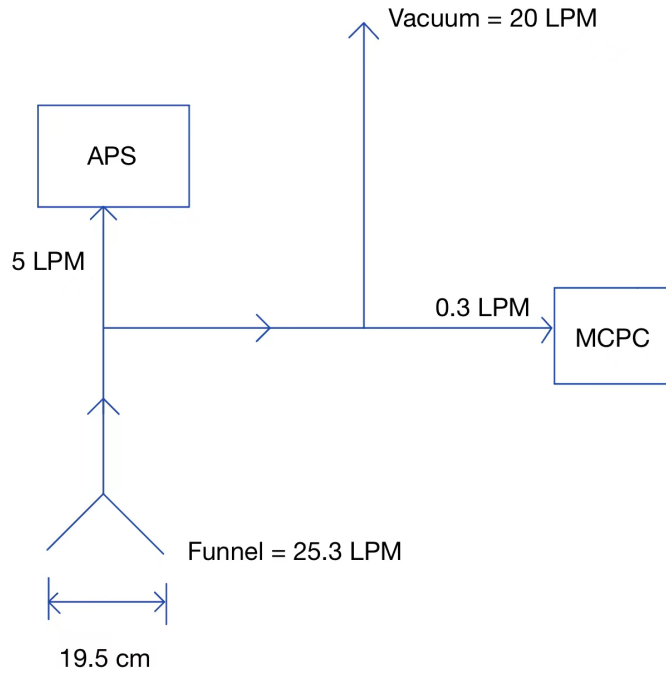 Vacuum = 20 LPM
APS
5 LPM
0.3 LPM
MCPC
Funnel = 25.3 LPM
19.5 cm